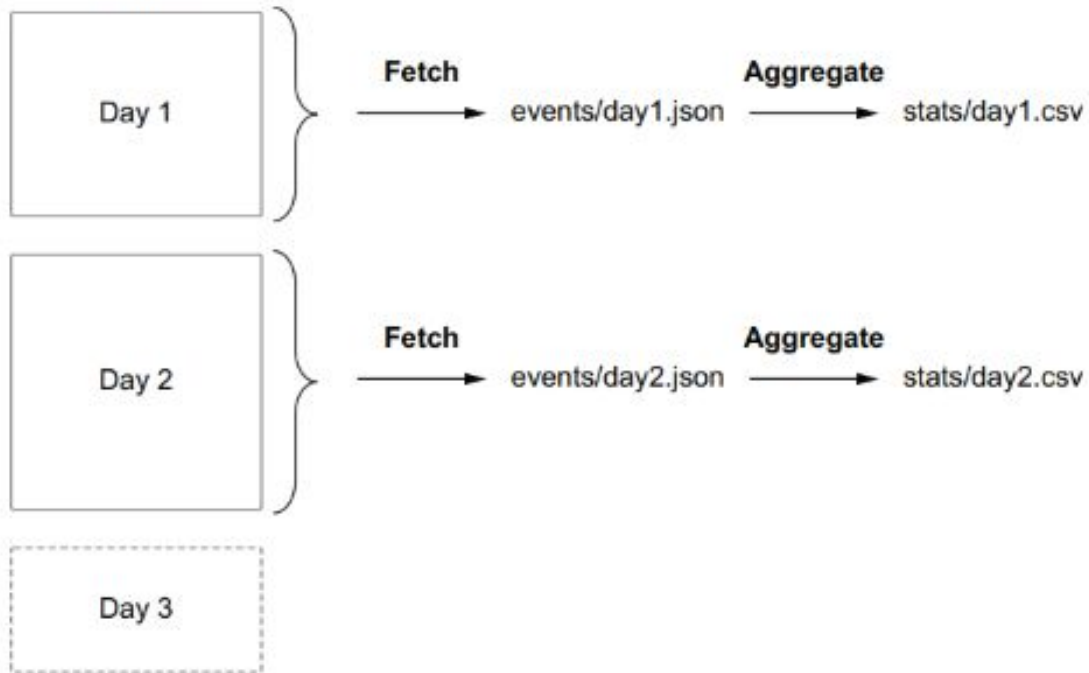 Fetch
Aggregate
Day 1
events/day1.json
stats/day1.csv
Fetch
Aggregate
Day 2
events/day2.json
stats/day2.csv
Day 3